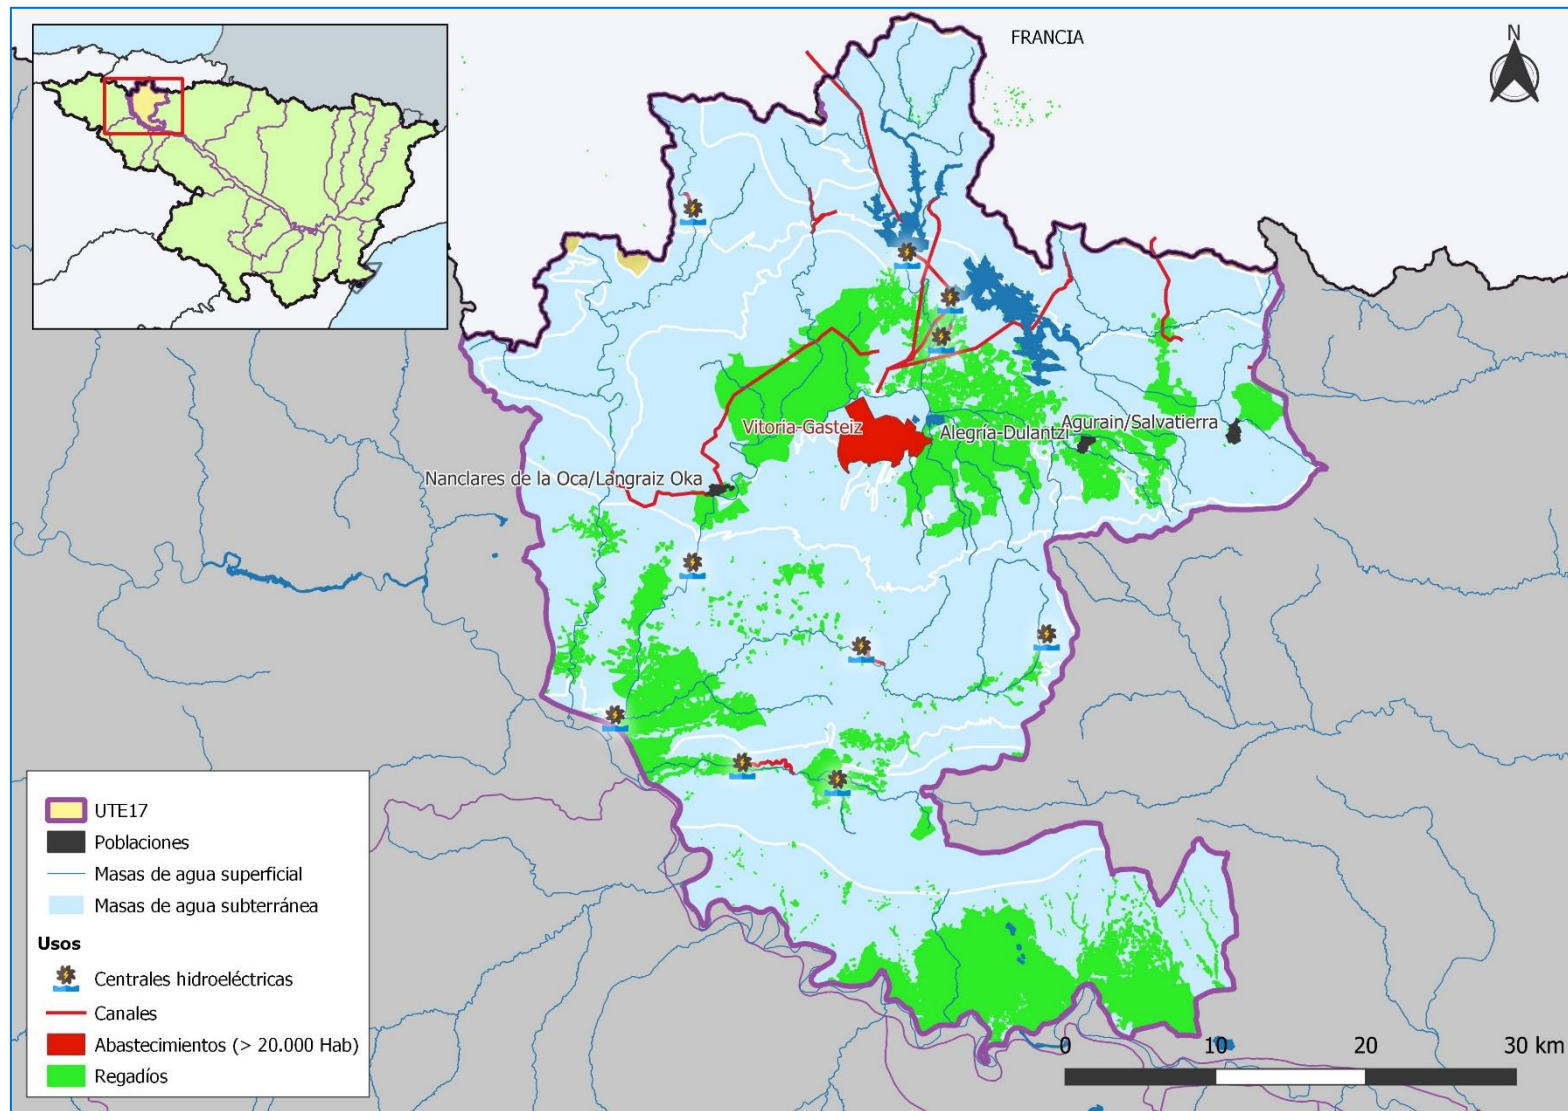 FRANCIA
N
Vitoria-Gasteiz
Agurain/Salvatierra
Alegría-Dulantzi
Nanclares de la Oca/Langraiz Oka
UTE17
Poblaciones
Masas de agua superficial
Masas de agua subterránea
Usos
Centrales hidroeléctricas
Canales
Abastecimientos (> 20.000 Hab)
Regadíos
0 10 20 30 km